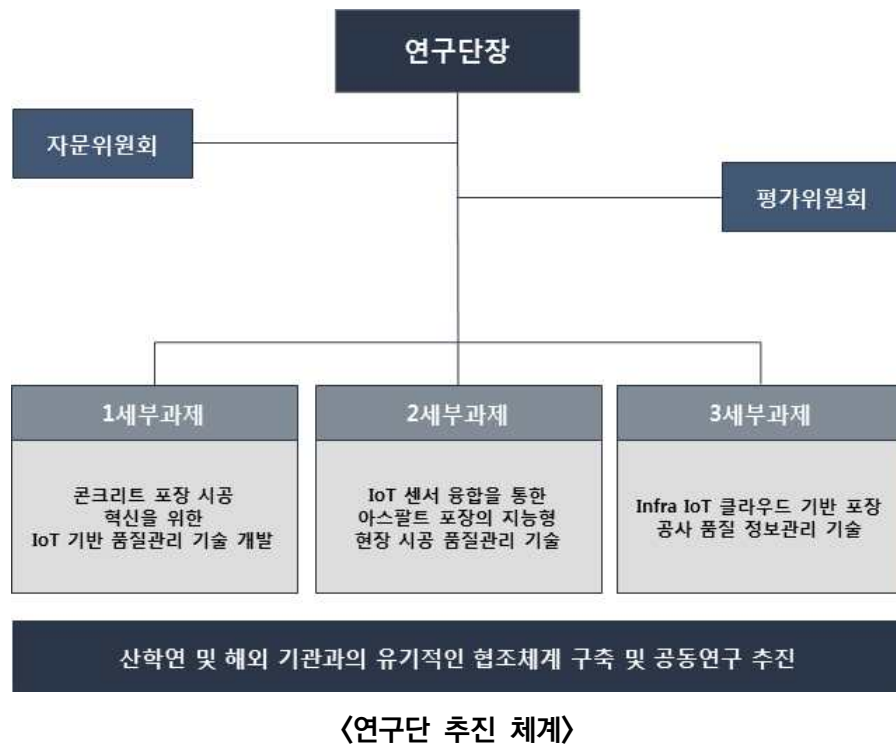 연구단장
자문위원회
평가위원회
1세부과제
콘크리트 포장 시공
혁신을 위한
IoT 기반 품질관리 기술 개발
2세부과제
IoT 센서 융합을 통한
아스팔트 포장의 지능형
현장 시공 품질관리 기술
3세부과제
Infra IoT 클라우드 기반 포장
공사 품질 정보관리 기술
산학연 및 해외 기관과의 유기적인 협조체계 구축 및 공동연구 추진
〈연구단 추진 체계〉